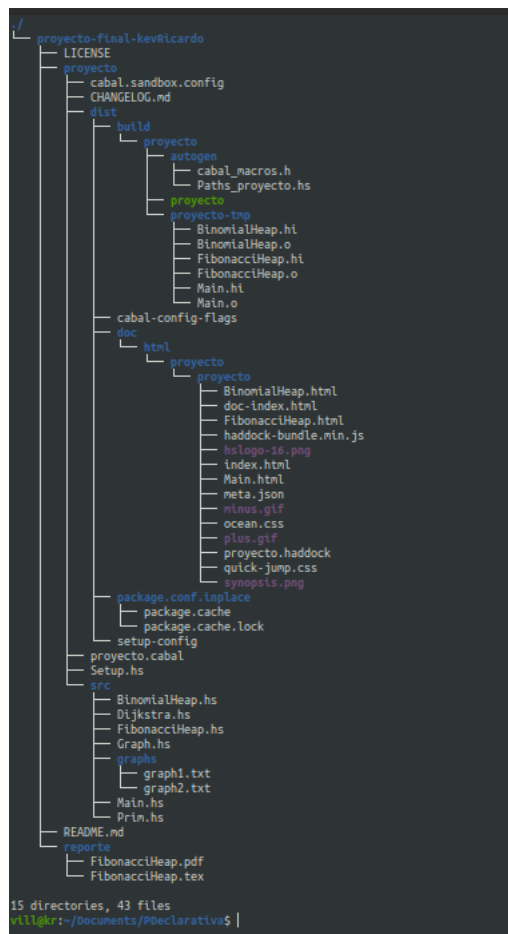 ./
└── proyecto-final-kevRicardo
    ├── LICENSE
    ├── proyecto
    │   ├── cabal.sandbox.config
    │   ├── CHANGELOG.md
    │   ├── dist
    │   │   ├── build
    │   │   │   └── proyecto
    │   │   │       ├── autogen
    │   │   │       │   ├── cabal_macros.h
    │   │   │       │   └── Paths_proyecto.hs
    │   │   │       ├── proyecto
    │   │   │       └── proyecto-tmp
    │   │   │           ├── BinomialHeap.hi
    │   │   │           ├── BinomialHeap.o
    │   │   │           ├── FibonacciHeap.hi
    │   │   │           ├── FibonacciHeap.o
    │   │   │           ├── Main.hi
    │   │   │           └── Main.o
    │   │   ├── cabal-config-flags
    │   │   ├── doc
    │   │   │   └── html
    │   │   │       └── proyecto
    │   │   │           └── proyecto
    │   │   │               ├── BinomialHeap.html
    │   │   │               ├── doc-index.html
    │   │   │               ├── FibonacciHeap.html
    │   │   │               ├── haddock-bundle.min.js
    │   │   │               ├── hslogo-16.png
    │   │   │               ├── index.html
    │   │   │               ├── Main.html
    │   │   │               ├── meta.json
    │   │   │               ├── minus.gif
    │   │   │               ├── ocean.css
    │   │   │               ├── plus.gif
    │   │   │               ├── proyecto.haddock
    │   │   │               ├── quick-jump.css
    │   │   │               └── synopsis.png
    │   │   ├── package.conf.inplace
    │   │   │   ├── package.cache
    │   │   │   └── package.cache.lock
    │   │   └── setup-config
    │   ├── proyecto.cabal
    │   ├── Setup.hs
    │   └── src
    │       ├── BinomialHeap.hs
    │       ├── Dijkstra.hs
    │       ├── FibonacciHeap.hs
    │       ├── Graph.hs
    │       ├── graphs
    │       │   ├── graph1.txt
    │       │   └── graph2.txt
    │       ├── Main.hs
    │       └── Prim.hs
    ├── README.md
    └── reporte
        ├── FibonacciHeap.pdf
        └── FibonacciHeap.tex

15 directories, 43 files
vill@kr:~/Documents/PDeclarativa$